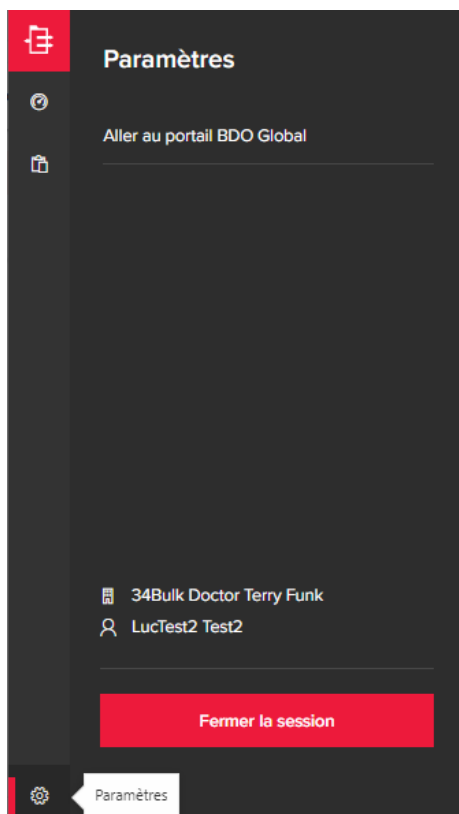 Paramètres
Aller au portail BDO Global
34Bulk Doctor Terry Funk
LucTest2 Test2
Fermer la session
Paramètres